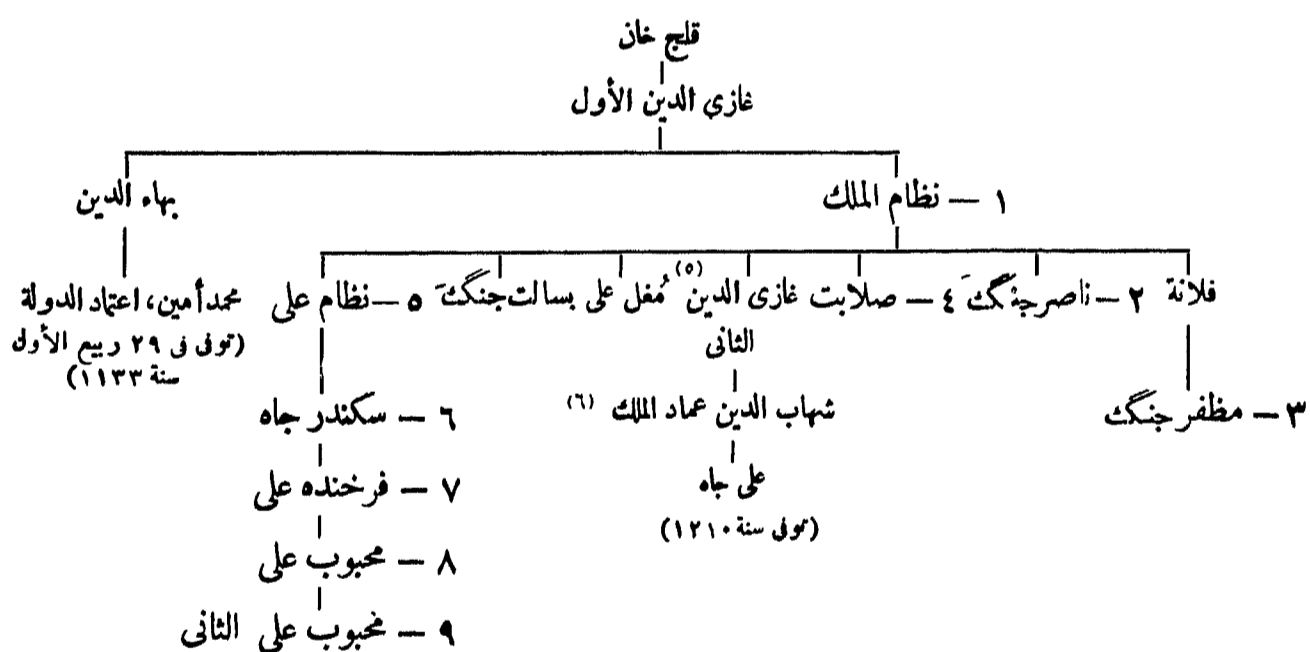 قلج خان
غازي الدين الأول
١ — نظام الملك
بهاء الدين
فلانة ٢ — ناصر جنگ ٤ — صلابت غازى الدين (٥) مُغل على بسالت جنگ ٥ — نظام على
محمد أمين، اعتماد الدولة
الثانى
(توفى فى ٢٩ ربيع الأول
سنة ١١٣٣)
٣ — مظفر جنگ
شهاب الدين عماد الملك (٦)
٦ — سكندر جاه
على جاه
٧ — فرخنده على
(توفى سنة ١٢١٠)
٨ — محبوب على
٩ — محبوب على الثانى